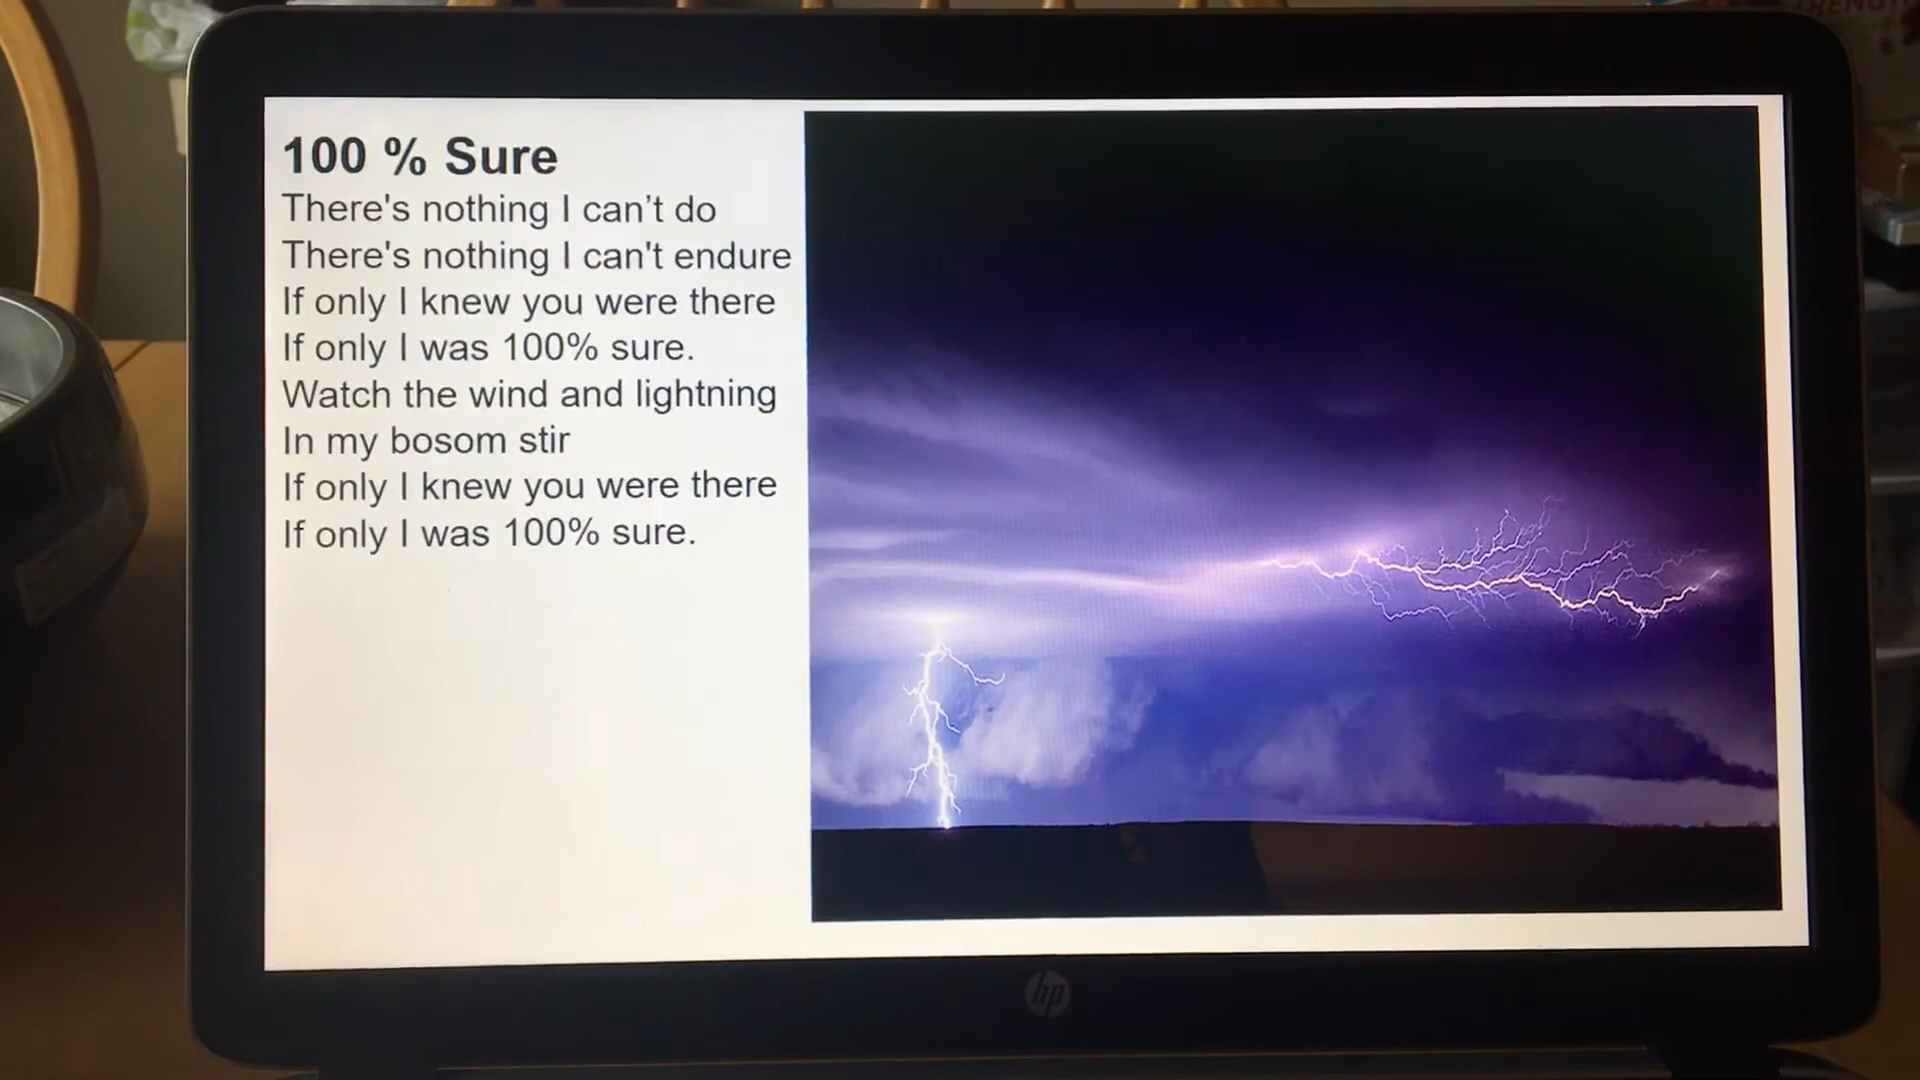 100 % Sure
There's nothing I can’t do
There's nothing I can't endure
If only I knew you were there
If only I was 100% sure.
Watch the wind and lightning
In my bosom stir
If only I knew you were there
If only I was 100% sure.
hp